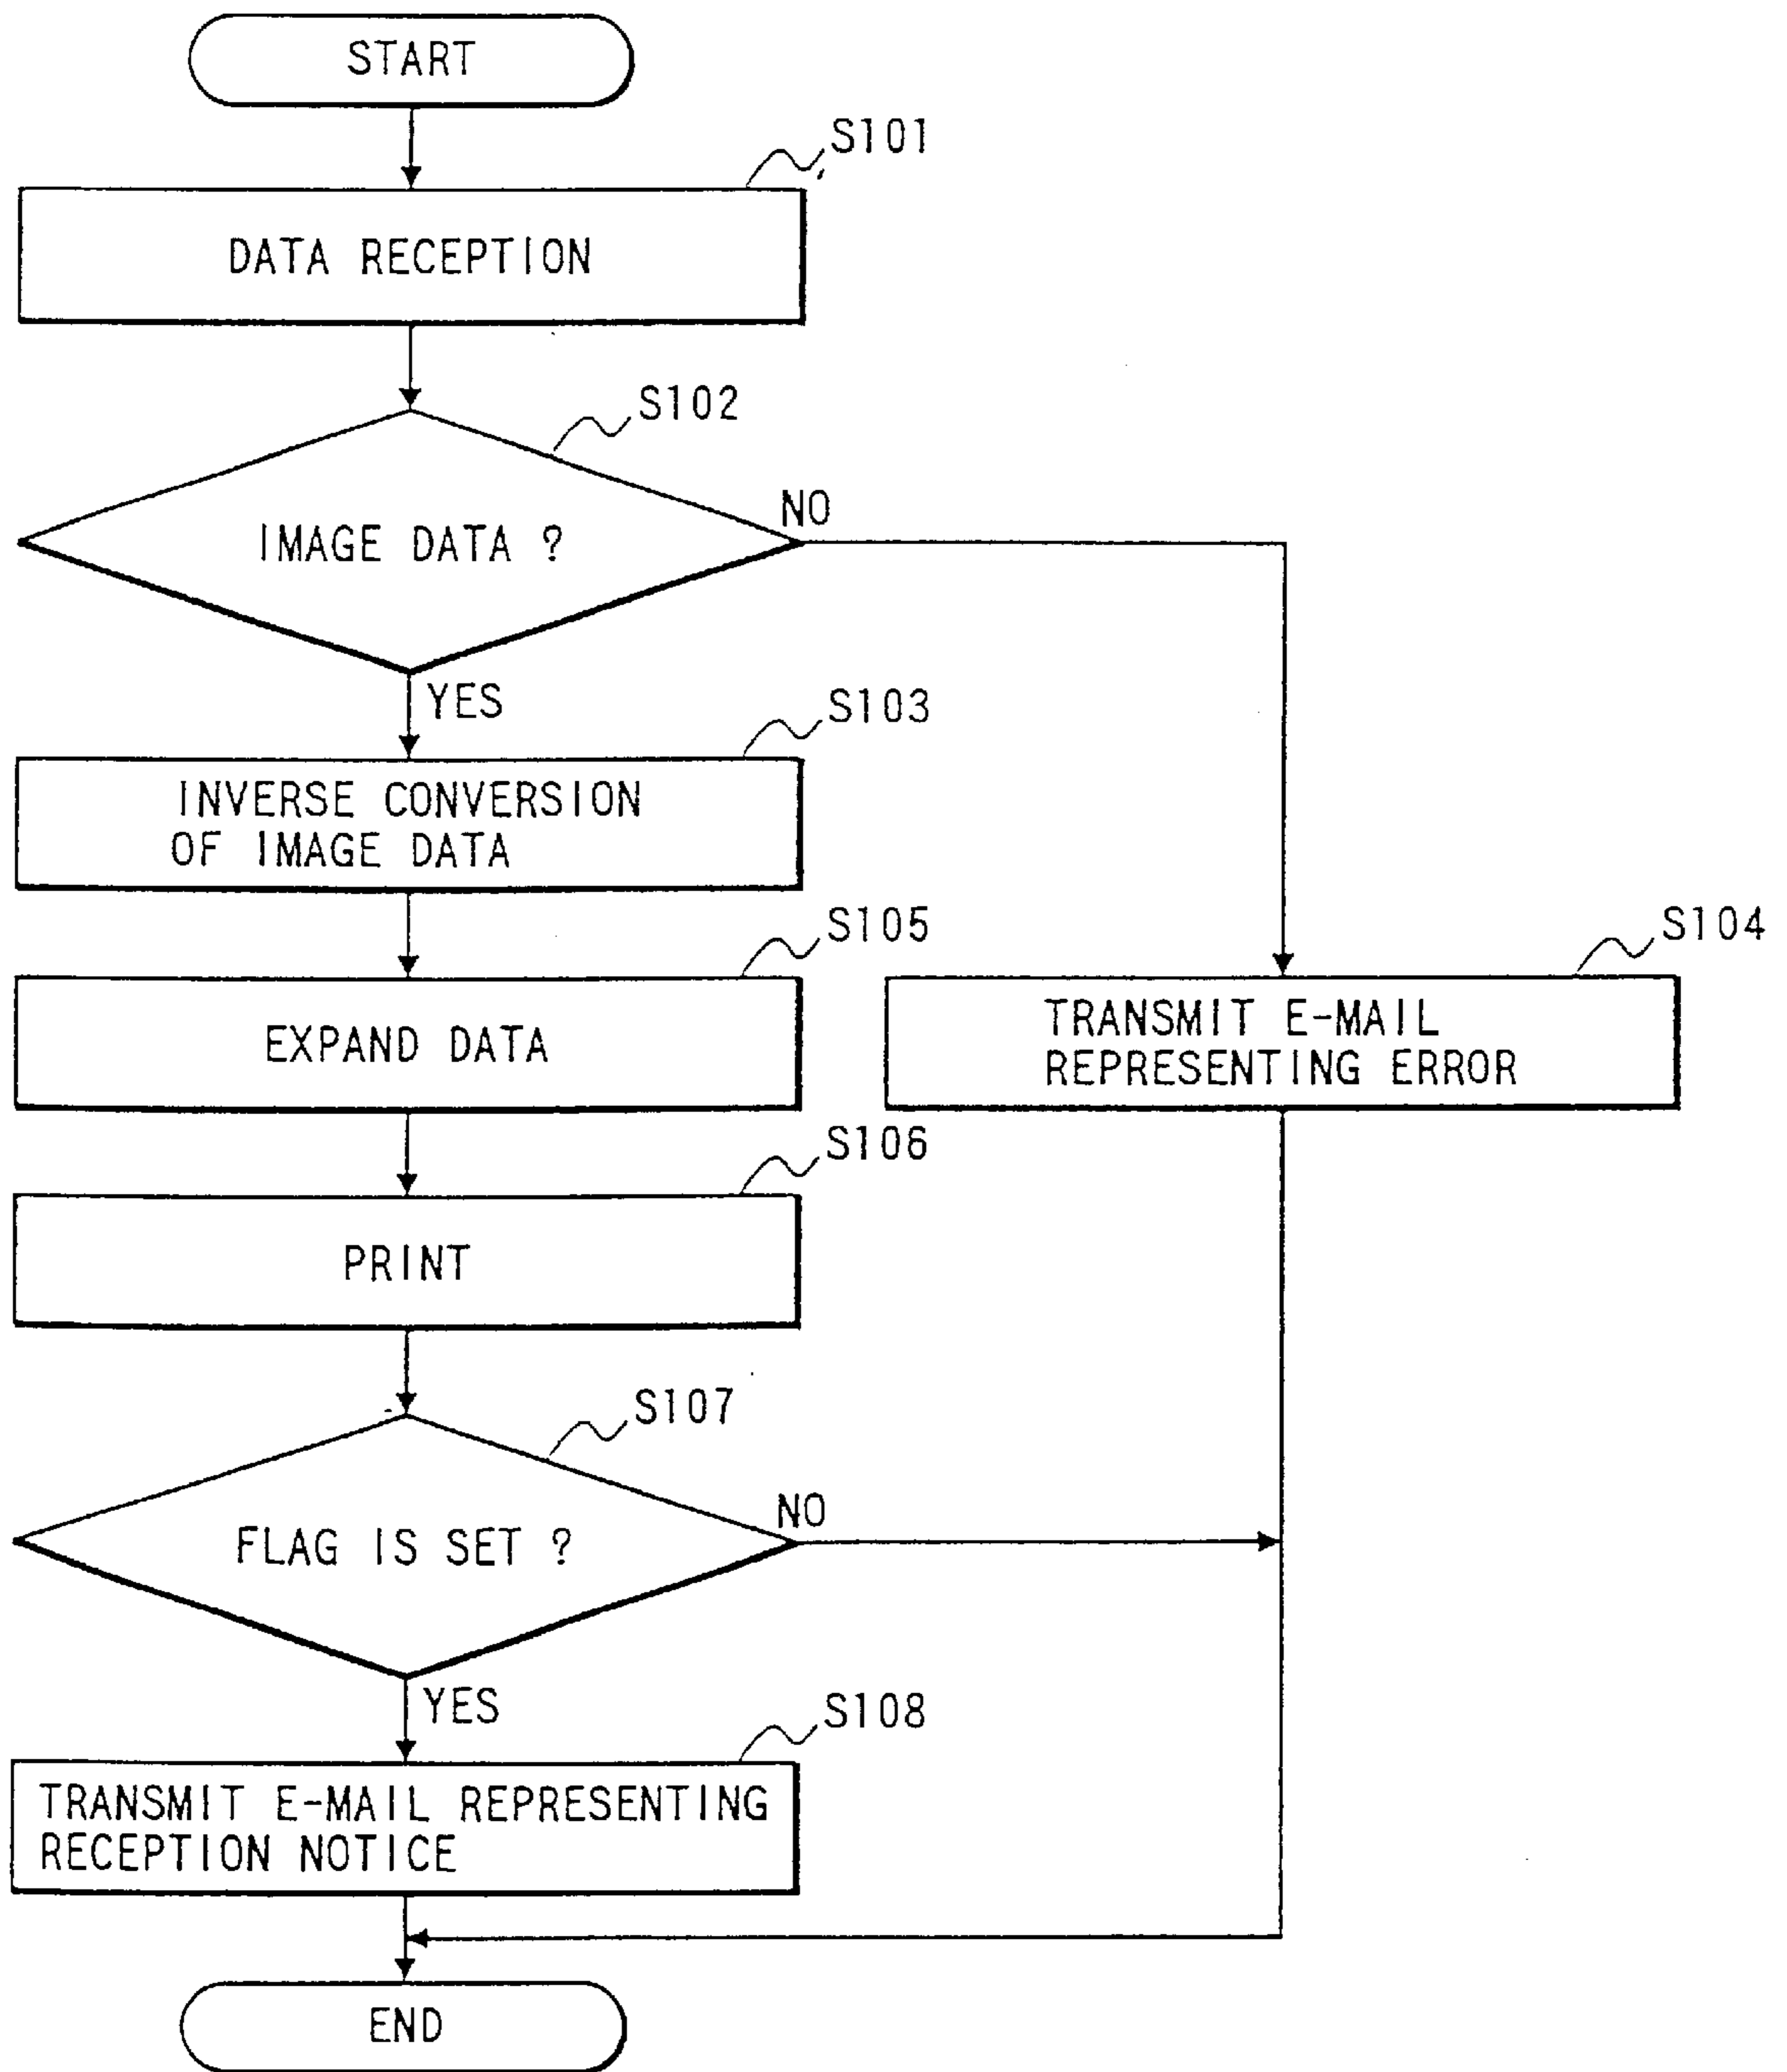 START
S101
DATA RECEPTION
S102
IMAGE DATA ?
NO
YES
S103
INVERSE CONVERSION
OF IMAGE DATA
S105
EXPAND DATA
S104
TRANSMIT E-MAIL
REPRESENTING ERROR
S106
PRINT
S107
FLAG IS SET ?
NO
YES
S108
TRANSMIT E-MAIL REPRESENTING
RECEPTION NOTICE
END